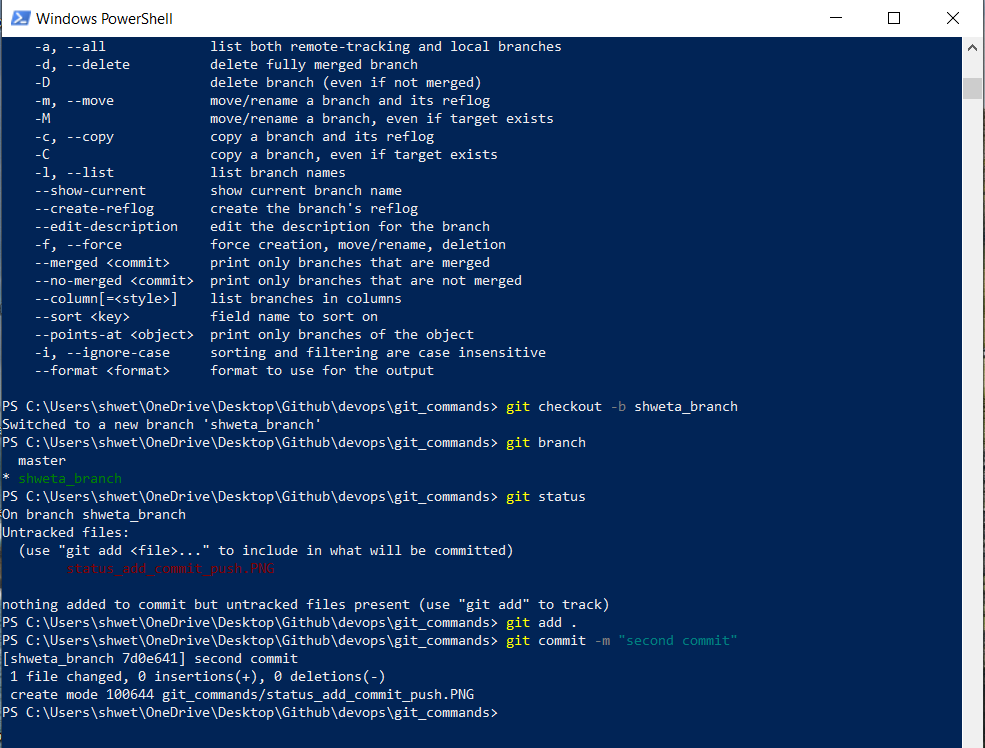 Windows PowerShell
-a, --all list both remote-tracking and local branches
-d, --delete delete fully merged branch
-D delete branch (even if not merged)
-m, --move move/rename a branch and its reflog
-M move/rename a branch, even if target exists
-c, --copy copy a branch and its reflog
-C copy a branch, even if target exists
-l, --list list branch names
--show-current show current branch name
--create-reflog create the branch's reflog
--edit-description edit the description for the branch
-f, --force force creation, move/rename, deletion
--merged <commit> print only branches that are merged
--no-merged <commit> print only branches that are not merged
--column[=<style>] list branches in columns
--sort <key> field name to sort on
--points-at <object> print only branches of the object
-i, --ignore-case sorting and filtering are case insensitive
--format <format> format to use for the output
PS C:\Users\shwet\OneDrive\Desktop\Github\devops\git_commands> git checkout -b shweta_branch
Switched to a new branch 'shweta_branch'
PS C:\Users\shwet\OneDrive\Desktop\Github\devops\git_commands> git branch
master
* shweta_branch
PS C:\Users\shwet\OneDrive\Desktop\Github\devops\git_commands> git status
On branch shweta_branch
Untracked files:
(use "git add <file>..." to include in what will be committed)
status_add_commit_push.PNG
nothing added to commit but untracked files present (use "git add" to track)
PS C:\Users\shwet\OneDrive\Desktop\Github\devops\git_commands> git add .
PS C:\Users\shwet\OneDrive\Desktop\Github\devops\git_commands> git commit -m "second commit"
[shweta_branch 7d0e641] second commit
1 file changed, 0 insertions(+), 0 deletions(-)
create mode 100644 git_commands/status_add_commit_push.PNG
PS C:\Users\shwet\OneDrive\Desktop\Github\devops\git_commands>